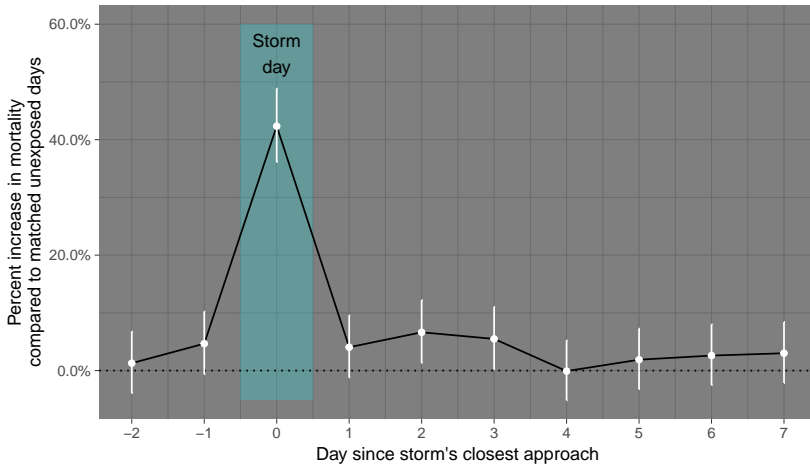 Percent increase in mortality
compared to matched unexposed days
60.0%
40.0%
20.0%
0.0%
Storm
day
−2 −1 0 1 2 3 4 5 6 7
Day since storm's closest approach